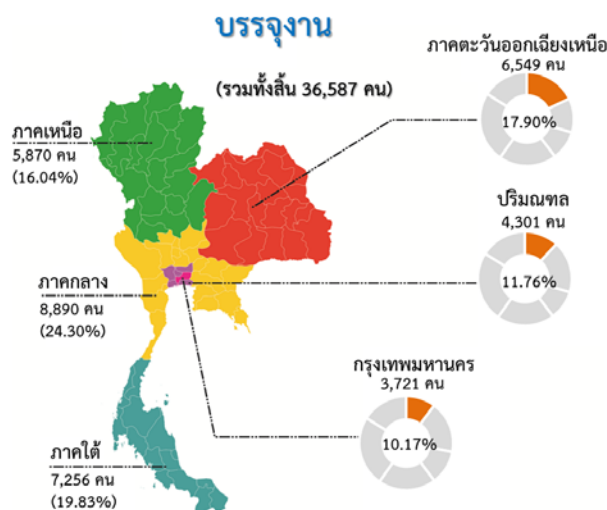 บรรจุงาน
(รวมทั้งสิ้น 36,587 คน)
ภาคตะวันออกเฉียงเหนือ
6,549 คน
17.90%
ภาคเหนือ
5,870 คน
(16.04%)
ปริมณฑล
4,301 คน
11.76%
ภาคกลาง
8,890 คน
(24.30%)
กรุงเทพมหานคร
3,721 คน
10.17%
ภาคใต้
7,256 คน
(19.83%)